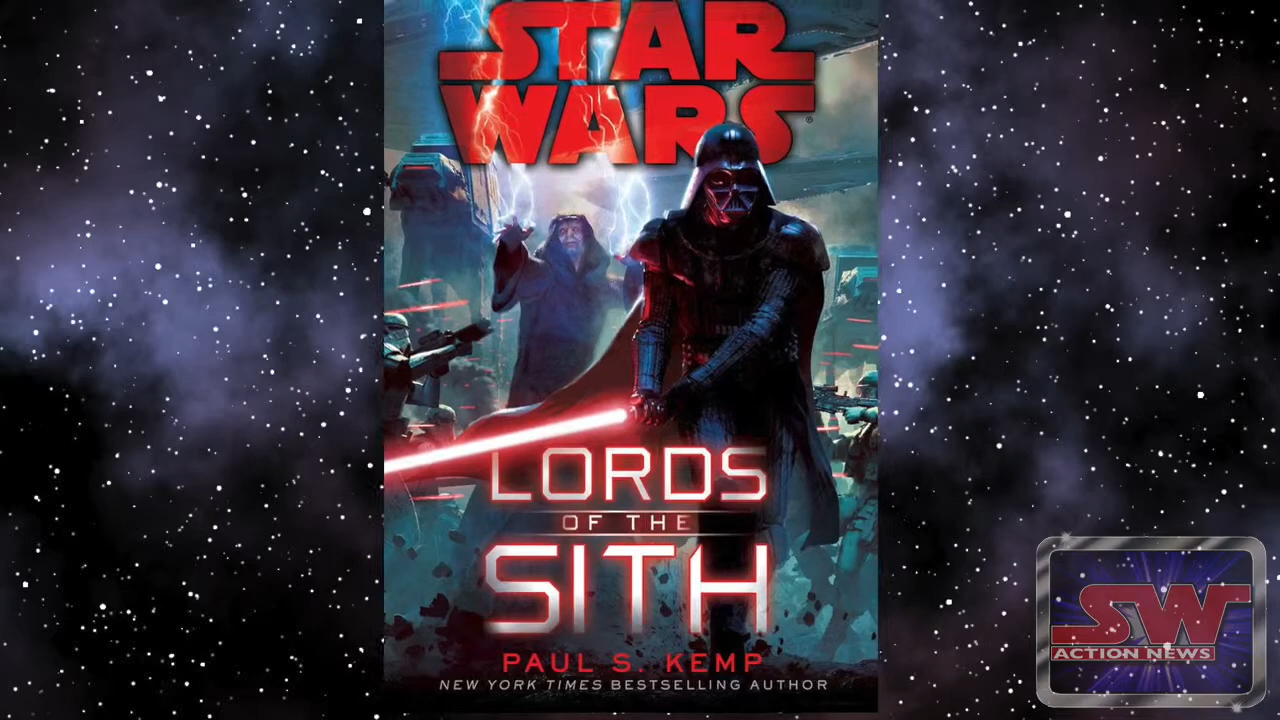 STAR
WARS®
LORDS
OF THE
SITH
PAUL S. KEMP
NEW YORK TIMES BESTSELLING AUTHOR
SW
ACTION NEWS